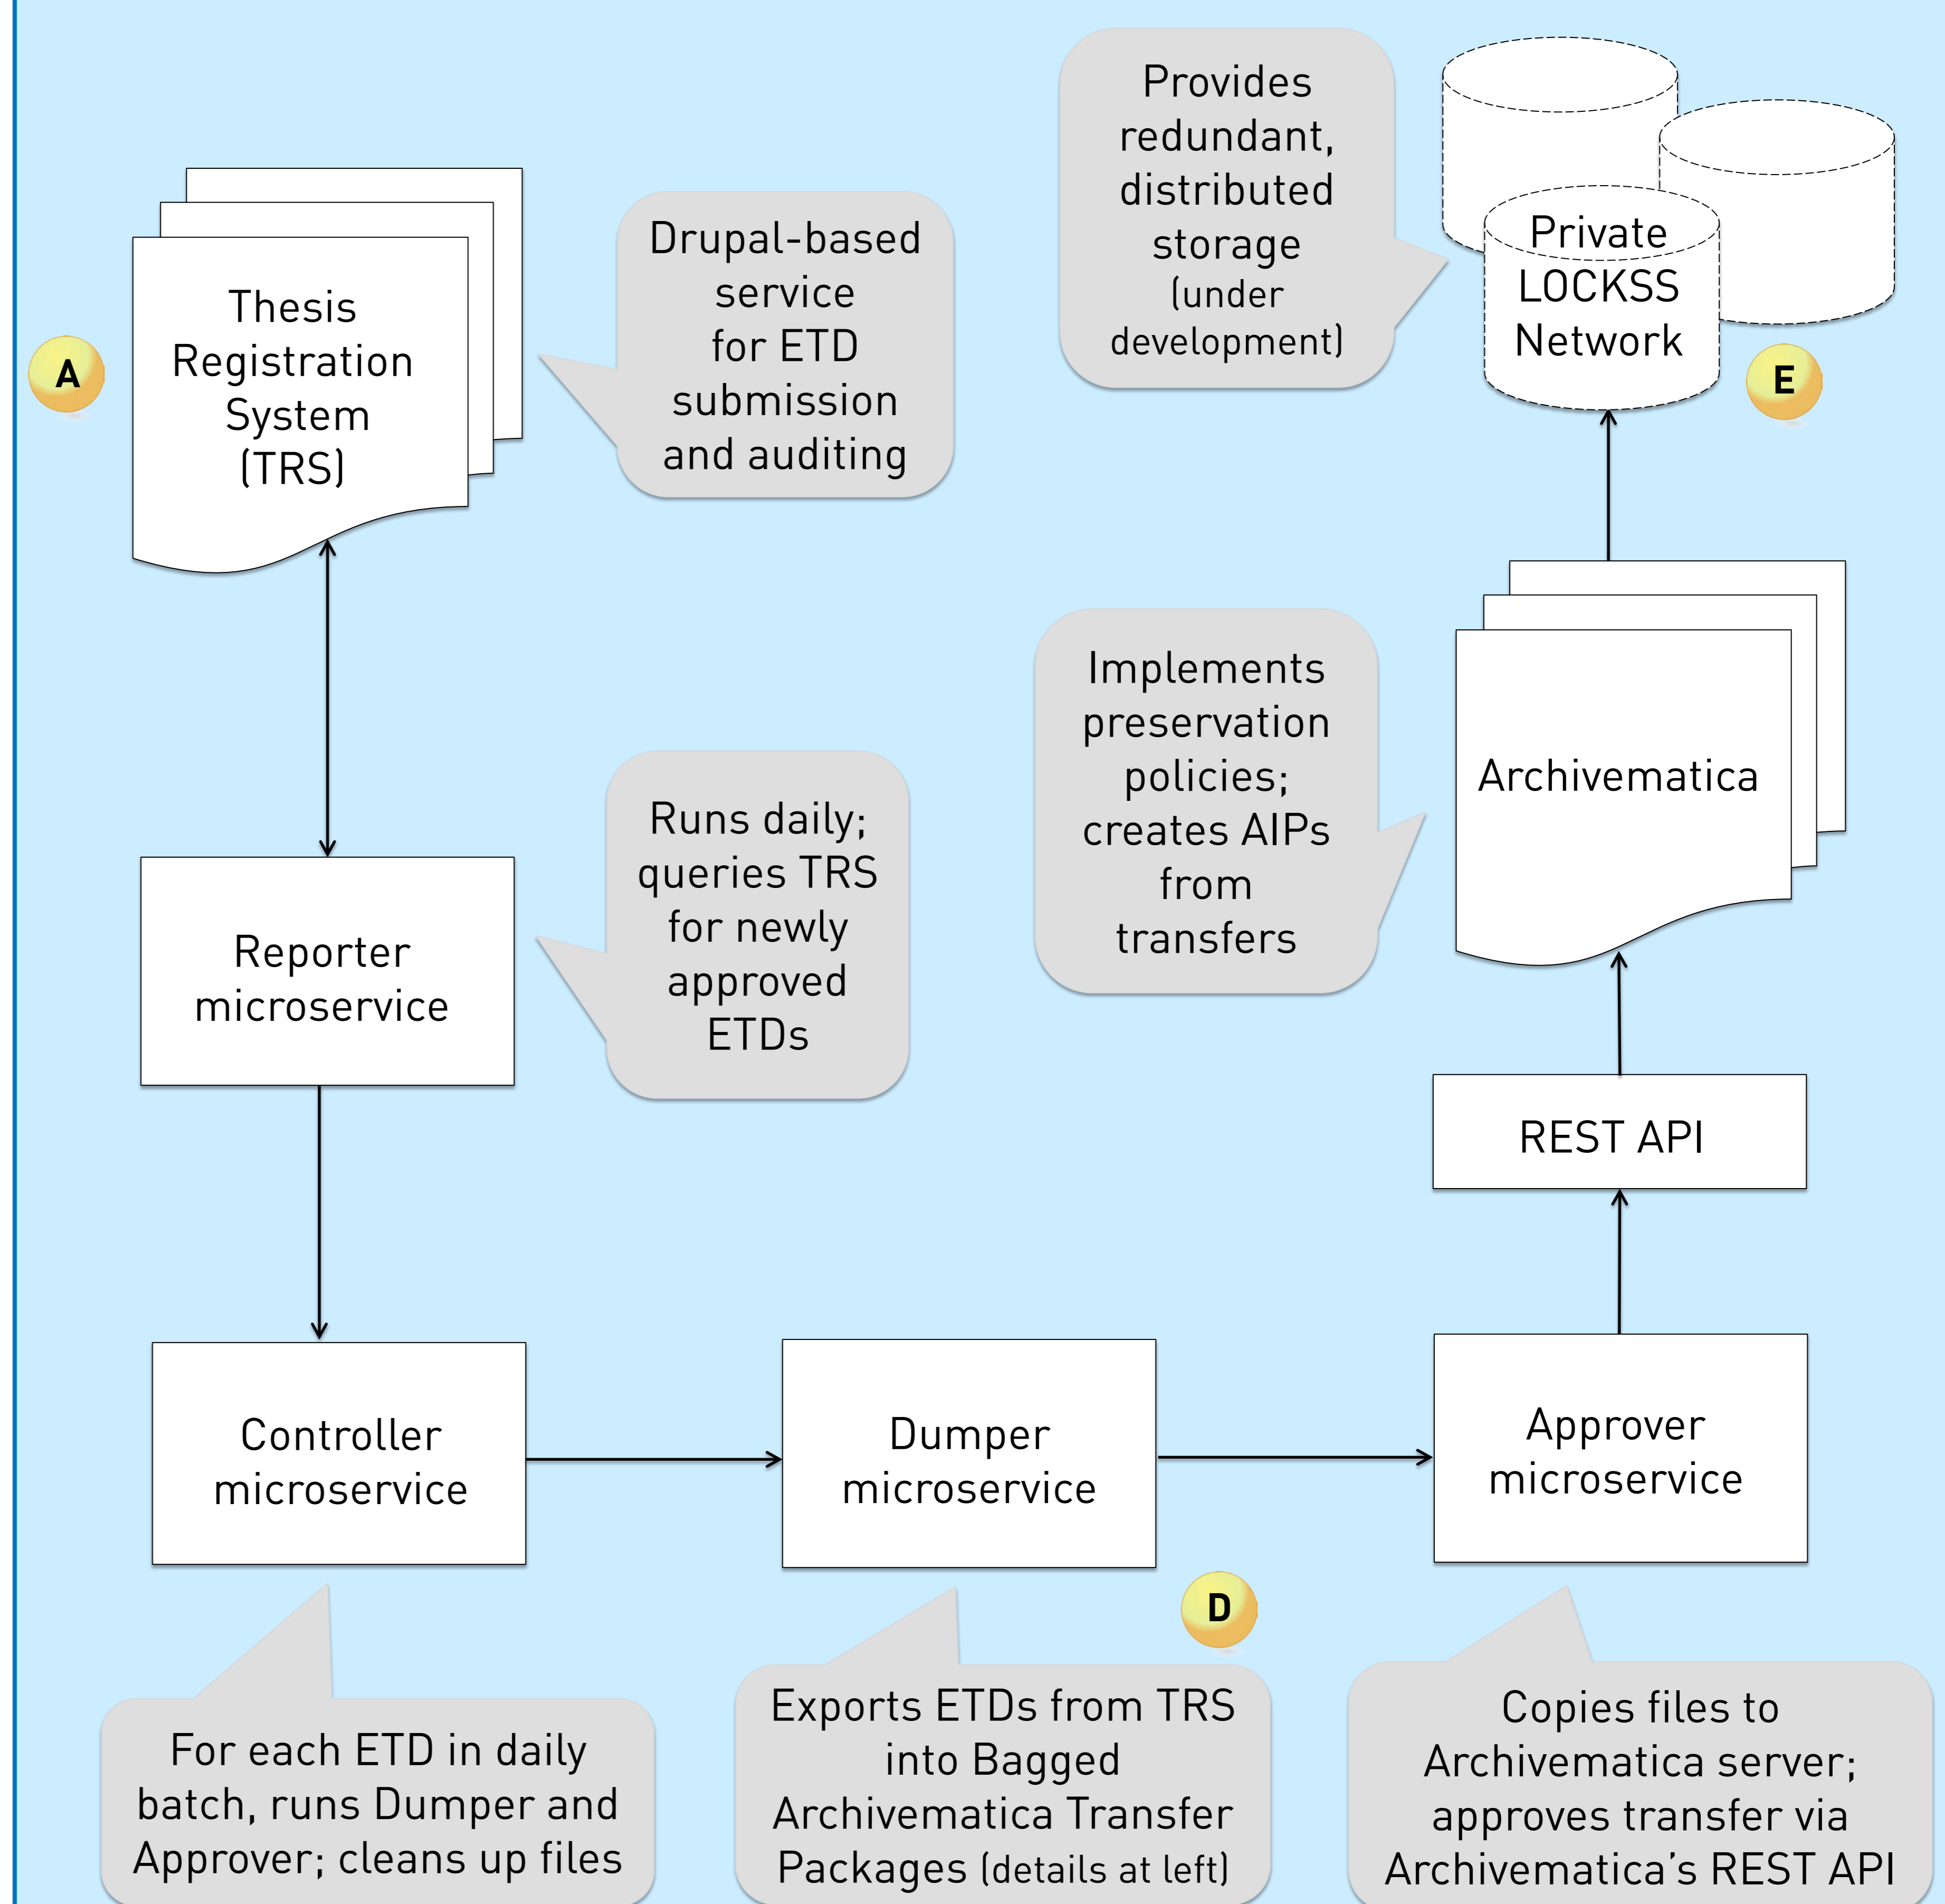 A
Thesis
Registration
System
(TRS)
Drupal-based
service
for ETD
submission
and auditing
Provides
redundant,
distributed
storage
(under
development)
Private
LOCKSS
Network
E
Reporter
microservice
Runs daily;
queries TRS
for newly
approved
ETDs
Implements
preservation
policies;
creates AIPs
from
transfers
Archivematica
REST API
Controller
microservice
Dumper
microservice
Approver
microservice
D
For each ETD in daily
batch, runs Dumper and
Approver; cleans up files
Exports ETDs from TRS
into Bagged
Archivematica Transfer
Packages (details at left)
Copies files to
Archivematica server;
approves transfer via
Archivematica's REST API